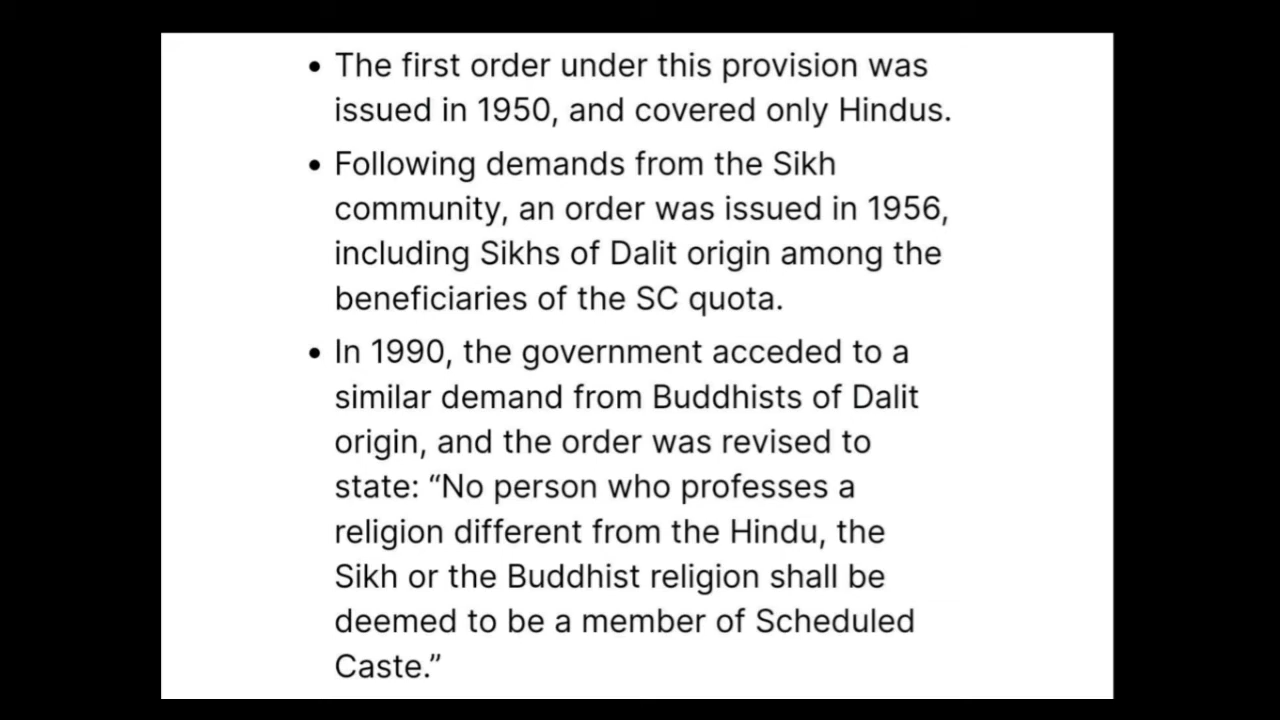 • The first order under this provision was
issued in 1950, and covered only Hindus.
• Following demands from the Sikh
community, an order was issued in 1956,
including Sikhs of Dalit origin among the
beneficiaries of the SC quota.
• In 1990, the government acceded to a
similar demand from Buddhists of Dalit
origin, and the order was revised to
state: “No person who professes a
religion different from the Hindu, the
Sikh or the Buddhist religion shall be
deemed to be a member of Scheduled
Caste.”